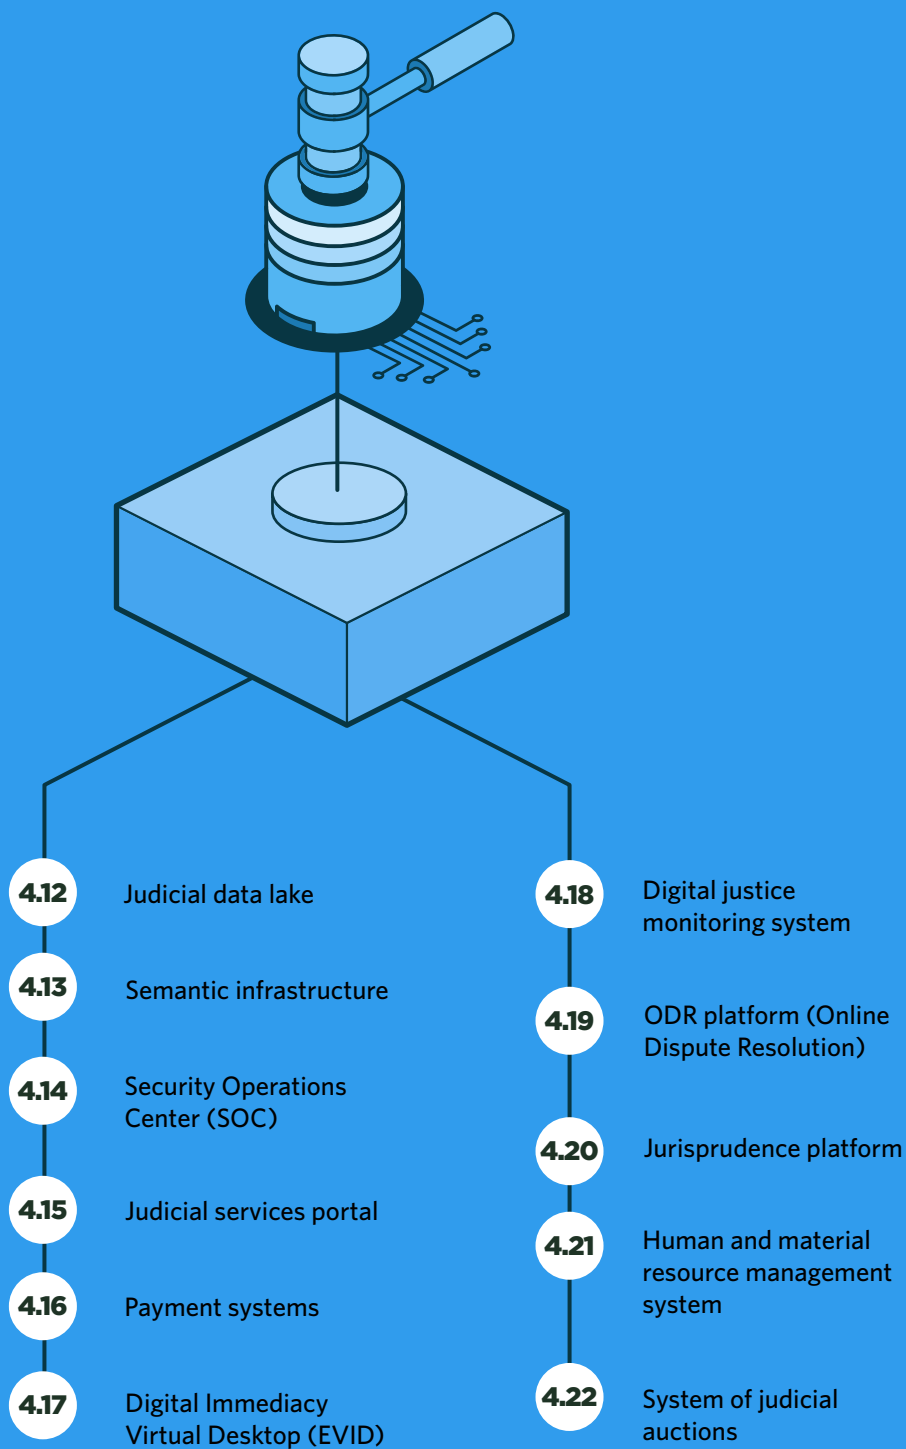 4.12
Judicial data lake
4.13
Semantic infrastructure
4.14
Security Operations
Center (SOC)
4.15
Judicial services portal
4.16
Payment systems
4.17
Digital Immediacy
Virtual Desktop (EVID)
4.18
Digital justice
monitoring system
4.19
ODR platform (Online
Dispute Resolution)
4.20
Jurisprudence platform
4.21
Human and material
resource management
system
4.22
System of judicial
auctions